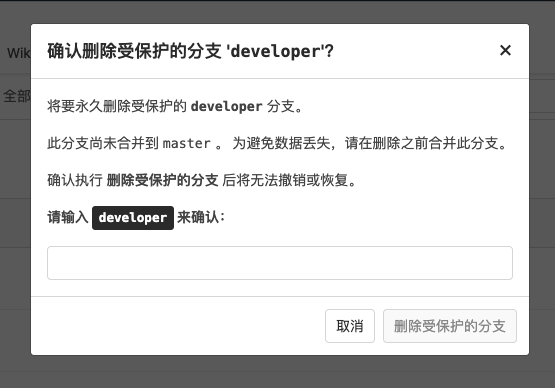 确认删除受保护的分支 'developer'?
Wik
全部
将要永久删除受保护的 developer 分支。
此分支尚未合并到 master 。 为避免数据丢失，请在删除之前合并此分支。
确认执行 删除受保护的分支 后将无法撤销或恢复。
请输入 developer 来确认：
取消 删除受保护的分支